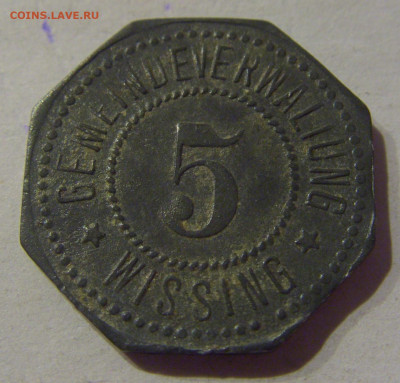 COINS.LAVE.RU
GEMEINDEVERWALTUNG
5
★ WISSING ★